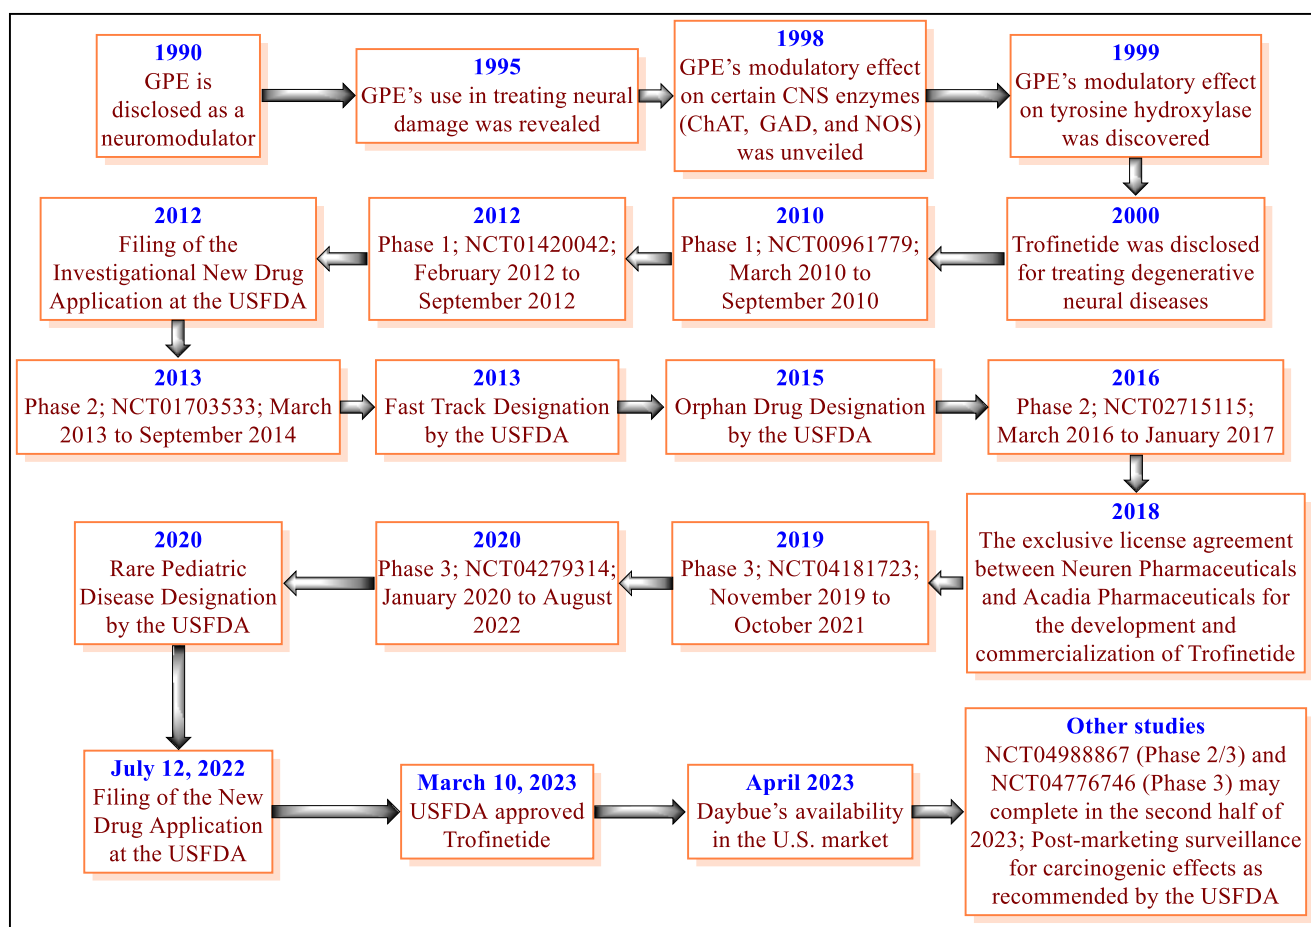 1990
GPE is
disclosed as a
neuromodulator
1995
GPE’s use in treating neural
damage was revealed
1998
GPE’s modulatory effect
on certain CNS enzymes
(ChAT, GAD, and NOS)
was unveiled
1999
GPE’s modulatory effect
on tyrosine hydroxylase
was discovered
2000
Trofinetide was disclosed
for treating degenerative
neural diseases
2010
Phase 1; NCT00961779;
March 2010 to
September 2010
2012
Phase 1; NCT01420042;
February 2012 to
September 2012
2012
Filing of the
Investigational New Drug
Application at the USFDA
2013
Phase 2; NCT01703533; March
2013 to September 2014
2013
Fast Track Designation
by the USFDA
2015
Orphan Drug Designation
by the USFDA
2016
Phase 2; NCT02715115;
March 2016 to January 2017
2018
The exclusive license agreement
between Neuren Pharmaceuticals
and Acadia Pharmaceuticals for
the development and
commercialization of Trofinetide
2019
Phase 3; NCT04181723;
November 2019 to
October 2021
2020
Phase 3; NCT04279314;
January 2020 to August
2022
2020
Rare Pediatric
Disease Designation
by the USFDA
July 12, 2022
Filing of the New
Drug Application
at the USFDA
March 10, 2023
USFDA approved
Trofinetide
April 2023
Daybue’s availability
in the U.S. market
Other studies
NCT04988867 (Phase 2/3) and
NCT04776746 (Phase 3) may
complete in the second half of
2023; Post-marketing surveillance
for carcinogenic effects as
recommended by the USFDA